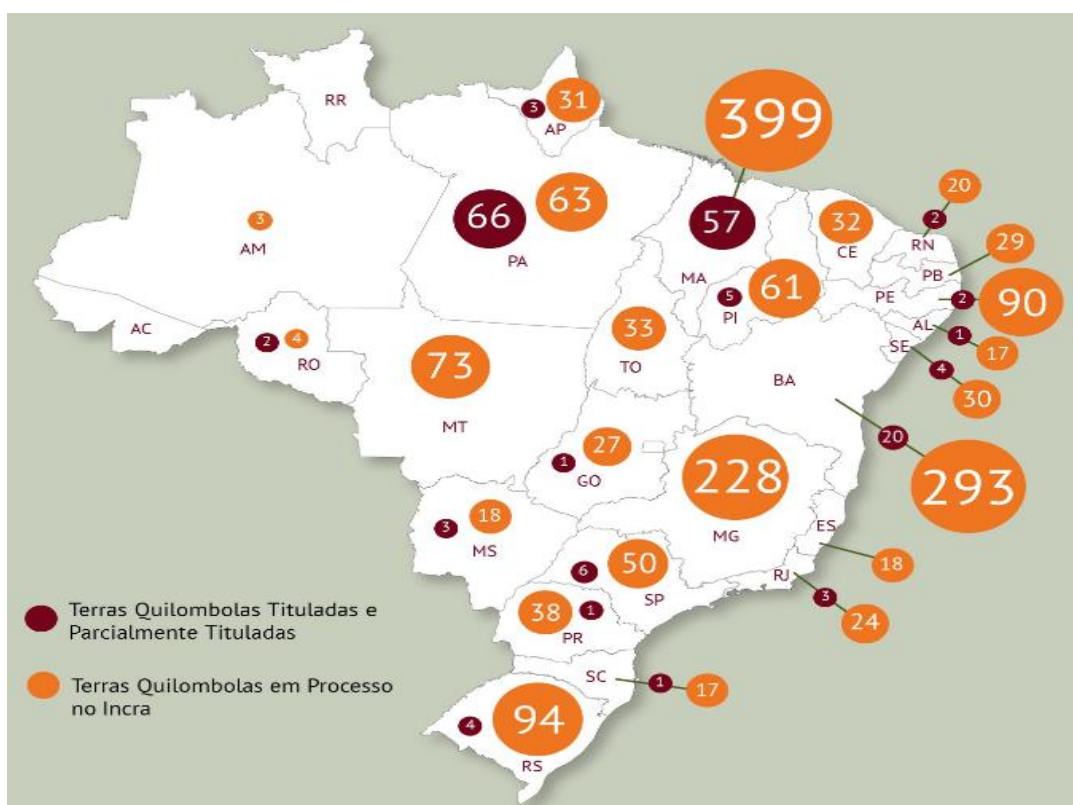 RR
3
31
AP
399
66
63
PA
57
MA
32
CE
20
2
RN
29
PB
3
AM
5
61
PI
PE
2
90
AL
1
17
SE
4
30
AC
2
4
RO
73
MT
33
TO
BA
20
293
27
1
GO
228
MG
ES
18
18
3
MS
6
50
SP
RJ
3
24
38
1
PR
SC
1
17
94
4
RS
Terras Quilombolas Tituladas e
Parcialmente Tituladas
Terras Quilombolas em Processo
no Incra